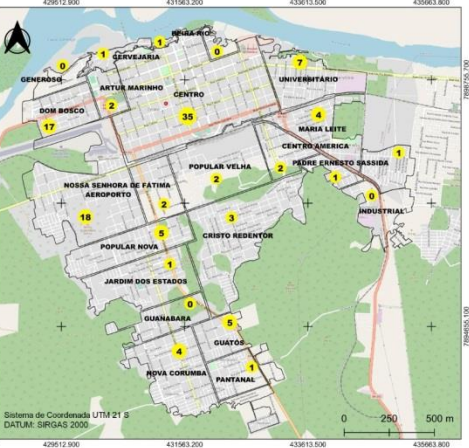 429512.900 431563.200 433613.500 435663.800
BEIRA RIO
1
0
1
CERVEJARIA
7
0
GENEROSO
UNIVERSITÁRIO
ARTUR MARINHO
CENTRO
DOM BOSCO
2
35
4
17
MARIA LEITE
CENTRO AMERICA
1
POPULAR VELHA
PADRE ERNESTO SASSIDA
2
1
NOSSA SENHORA DE FÁTIMA
2
AEROPORTO
0
2
INDUSTRIAL
18
3
5
CRISTO REDENTOR
POPULAR NOVA
1
JARDIM DOS ESTADOS
0
GUANABARA
5
GUATÓS
4
1
NOVA CORUMBA
PANTANAL
7898755.700
7894655.100
Sistema de Coordenada UTM 21 S
DATUM: SIRGAS 2000
0 250 500 m
429512.900 431563.200 433613.500 435663.800